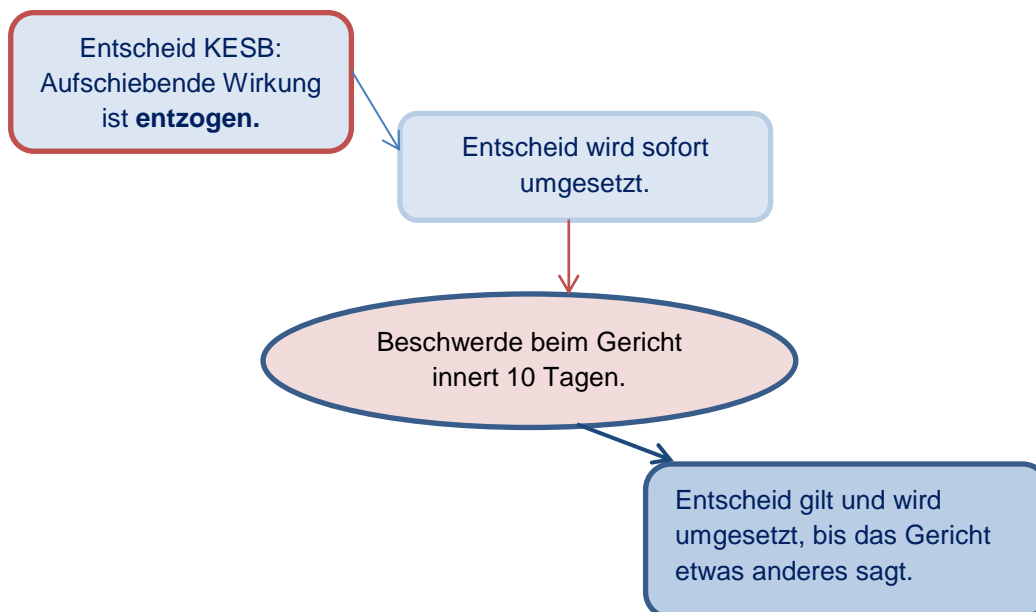 Entscheid KESB:
Aufschiebende Wirkung
ist entzogen.
Entscheid wird sofort
umgesetzt.
Beschwerde beim Gericht
innert 10 Tagen.
Entscheid gilt und wird
umgesetzt, bis das Gericht
etwas anderes sagt.